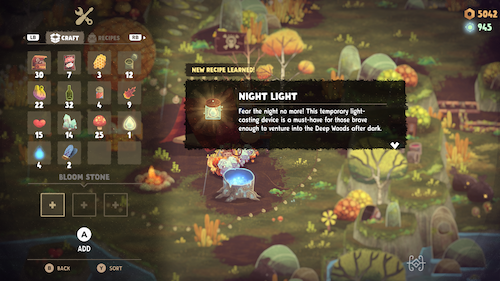 LB CRAFT RECIPES RB
5042
945
30 7 3 12
22 32 4 9
15 14 23 1
4 2
BLOOM STONE
A
ADD
B BACK Y SORT
NEW RECIPE LEARNED!
NIGHT LIGHT
Fear the night no more! This temporary light-
casting device is a must-have for those brave
enough to venture into the Deep Woods after dark.